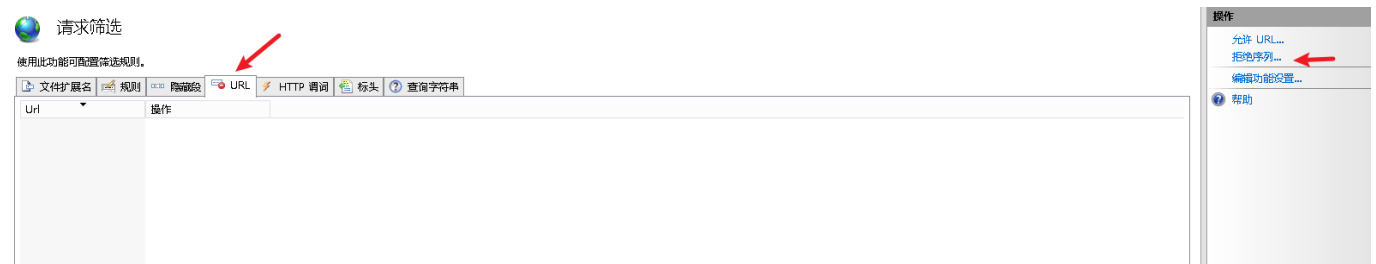 请求筛选
使用此功能可配置筛选规则。
文件扩展名 规则 隐藏段 URL HTTP 谓词 标头 查询字符串
Url 操作
操作
允许 URL...
拒绝序列...
编辑功能设置...
帮助